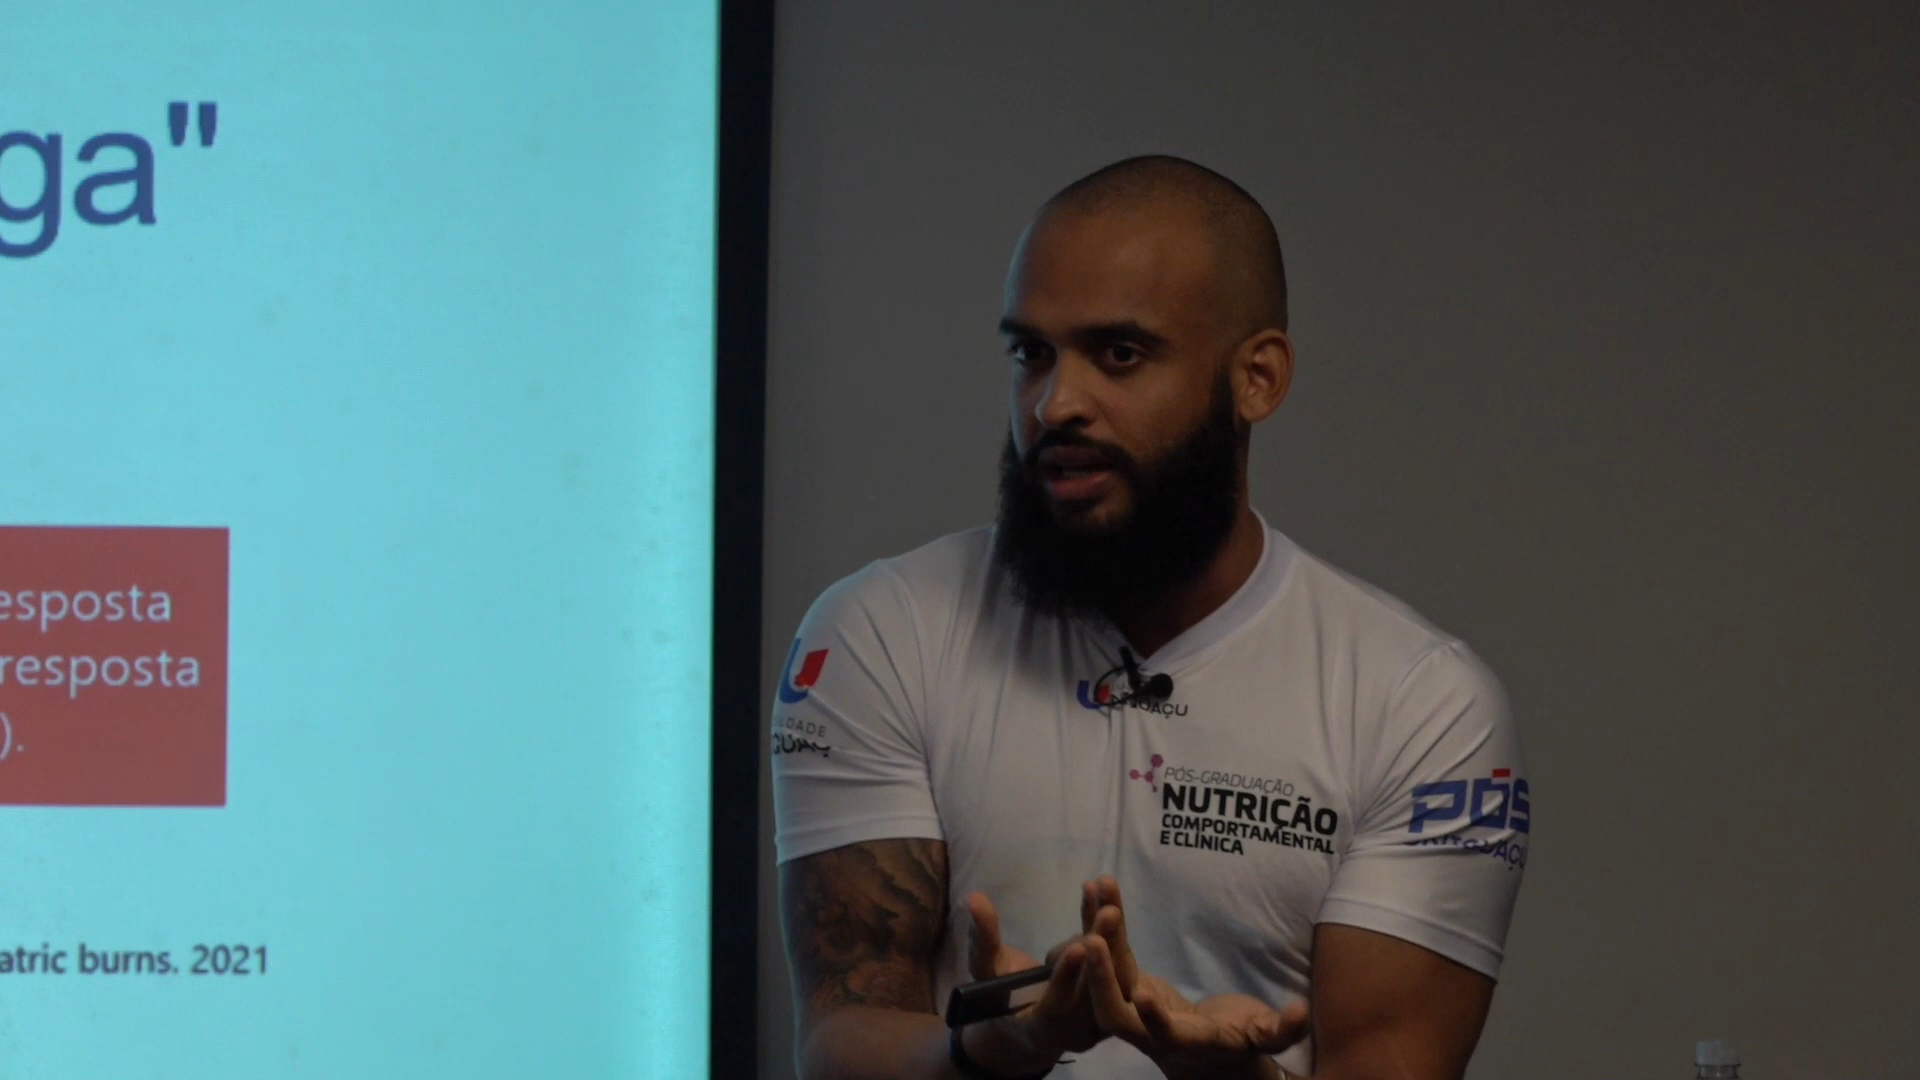 ga"
esposta
resposta
).
atric burns. 2021
U
PÓS-GRADUAÇÃO
NUTRIÇÃO
COMPORTAMENTAL
E CLÍNICA
PÓS